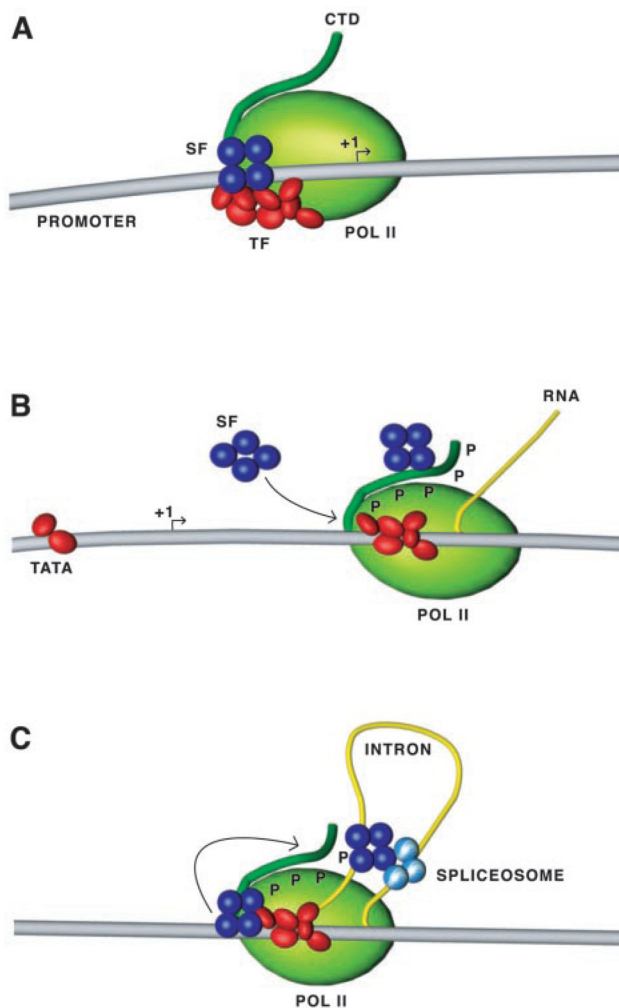 A
CTD
SF
+1
PROMOTER
TF
POL II
B
RNA
SF
P
P
P
P
P
+1
TATA
POL II
C
INTRON
P
SPLICEOSOME
P
P
P
POL II